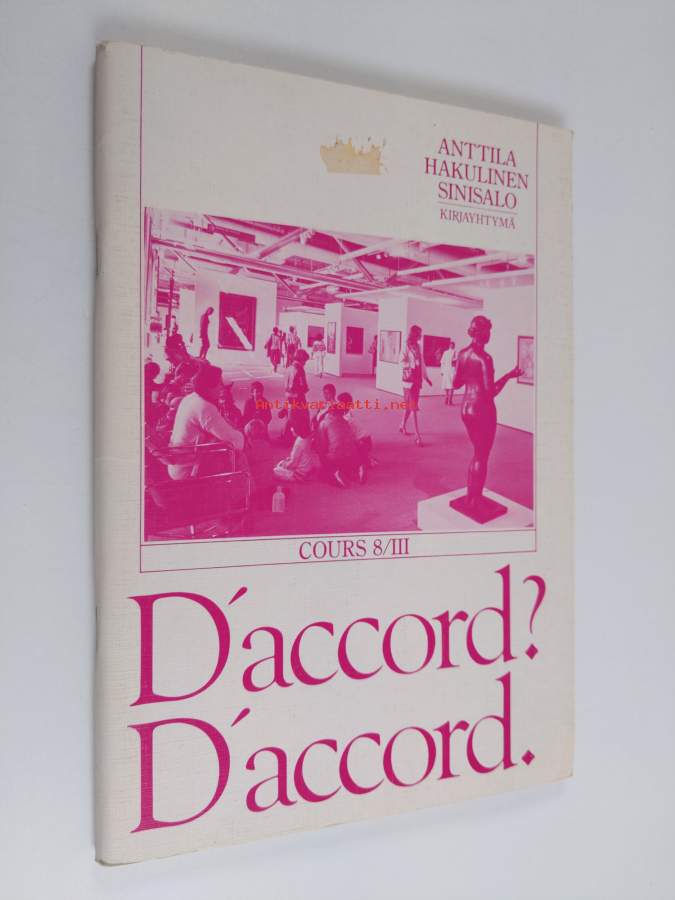 ANTTILA
HAKULINEN
SINISALO
KIRJAYHTYMÄ
Antikvariaatti.net
COURS 8/III
D'accord?
D'accord.